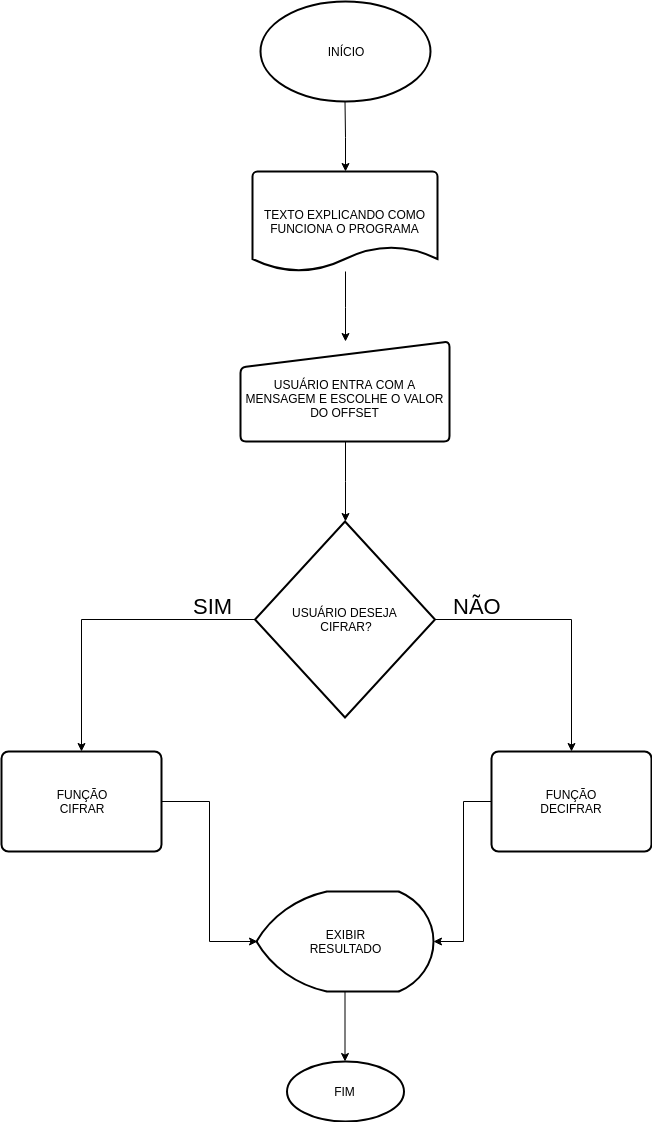 INÍCIO
TEXTO EXPLICANDO COMO
FUNCIONA O PROGRAMA
USUÁRIO ENTRA COM A
MENSAGEM E ESCOLHE O VALOR
DO OFFSET
SIM
NÃO
USUÁRIO DESEJA
CIFRAR?
FUNÇÃO
CIFRAR
FUNÇÃO
DECIFRAR
EXIBIR
RESULTADO
FIM